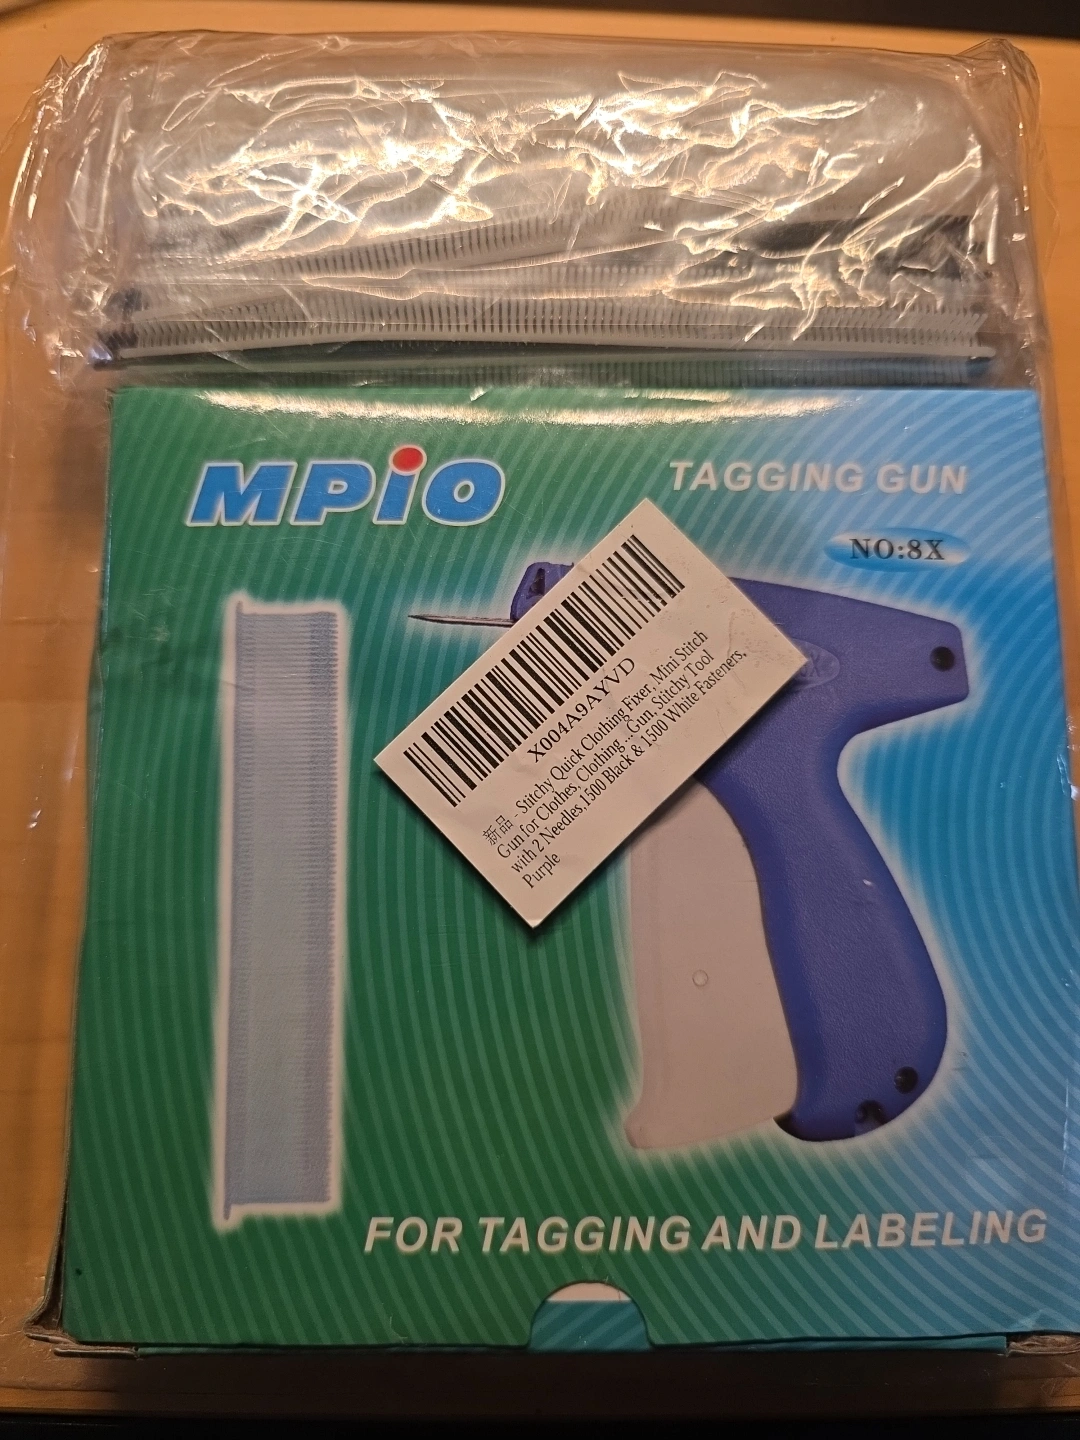 MPiO
TAGGING GUN
NO:8X
X004A9AYVD
新品 - Stitchy Quick Clothing Fixer, Mini Stitch
Gun for Clothes, Clothing ...Gun, Stitchy Tool
with 2 Needles,1500 Black & 1500 White Fasteners,
Purple
FOR TAGGING AND LABELING